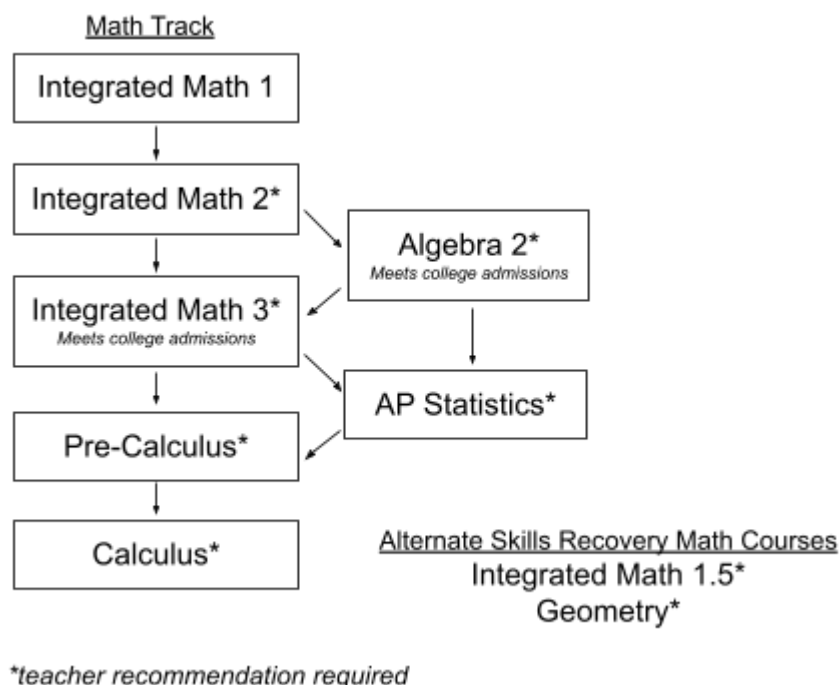 Math Track
Integrated Math 1
Integrated Math 2*
Algebra 2*
Meets college admissions
Integrated Math 3*
Meets college admissions
AP Statistics*
Pre-Calculus*
Calculus*
Alternate Skills Recovery Math Courses
Integrated Math 1.5*
Geometry*
*teacher recommendation required